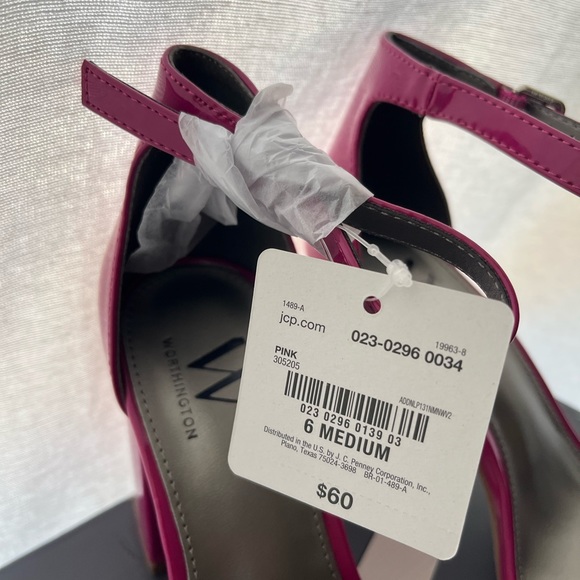 W
WORTHINGTON
1489-A
19963-8
jcp.com
023-0296 0034
PINK
305205
ADDNLP131NMNWV2
023 0296 0139 03
6 MEDIUM
Distributed in the U.S. by J. C. Penney Corporation, Inc.,
Plano, Texas 75024-3698 BR-01-489-A
$60